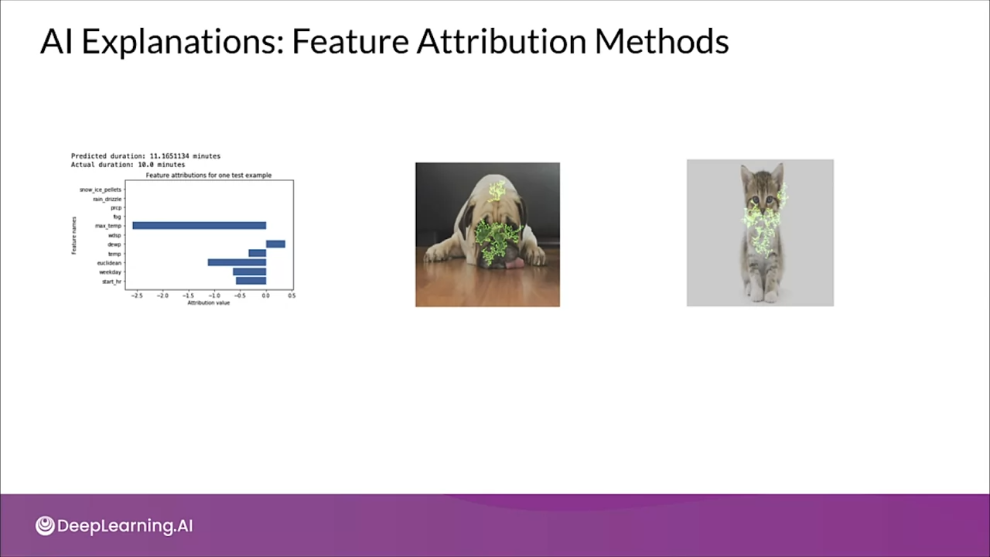 AI Explanations: Feature Attribution Methods
Predicted duration: 11.1651134 minutes
Actual duration: 10.0 minutes
Feature attributions for one test example
snow_ice_pellets
rain_drizzle
prcp
fog
max_temp
wdsp
dewp
temp
euclidean
weekday
start_hr
Feature names
−2.5 −2.0 −1.5 −1.0 −0.5 0.0 0.5
Attribution value
DeepLearning.AI